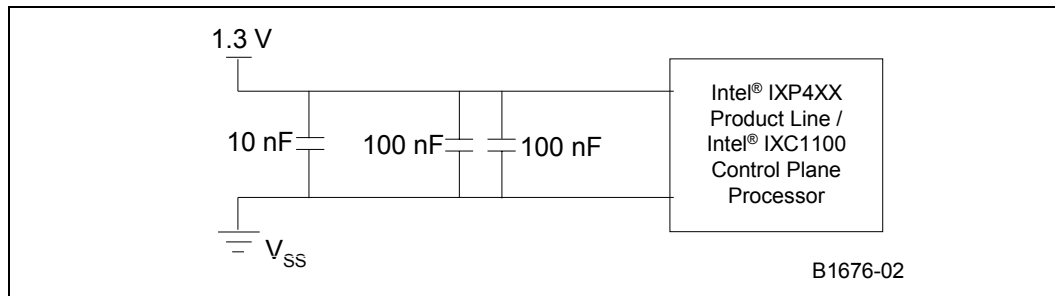 1.3 V
10 nF
100 nF
100 nF
Intel® IXP4XX
Product Line /
Intel® IXC1100
Control Plane
Processor
VSS
B1676-02